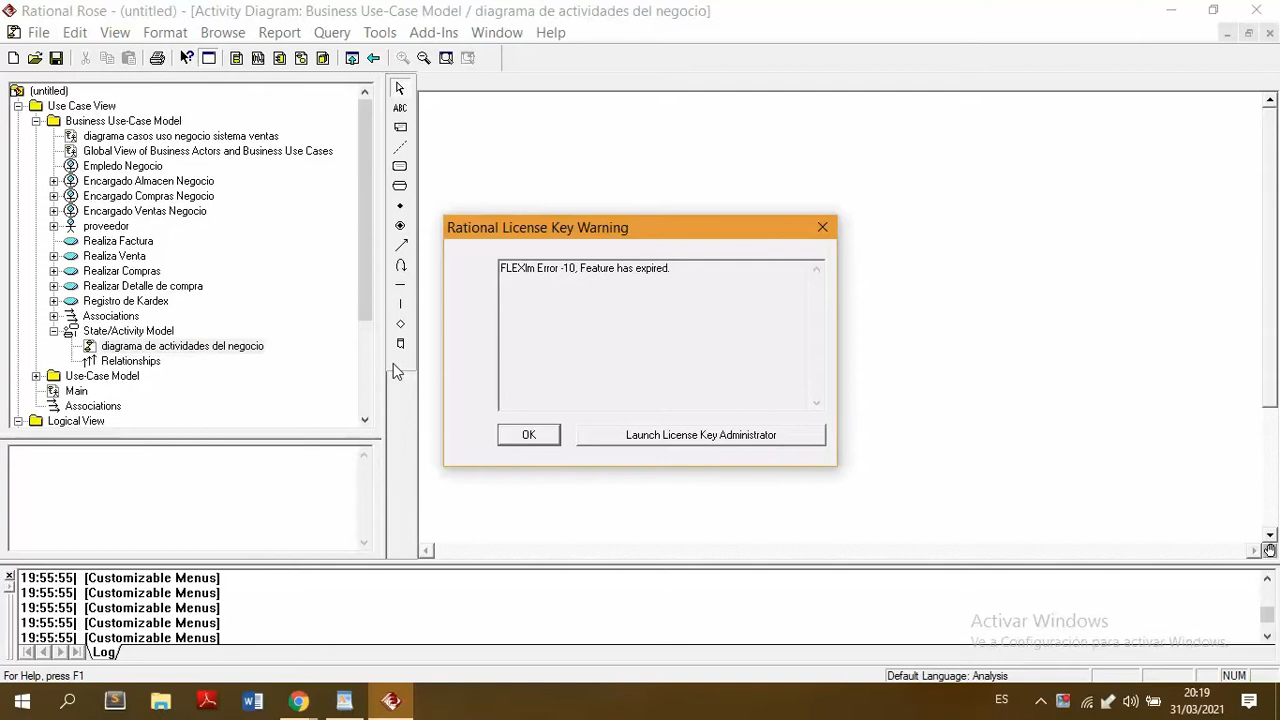 Rational Rose - (untitled) - [Activity Diagram: Business Use-Case Model / diagrama de actividades del negocio]
File Edit View Format Browse Report Query Tools Add-Ins Window Help
(untitled)
Use Case View
Business Use-Case Model
diagrama casos uso negocio sistema ventas
Global View of Business Actors and Business Use Cases
Empledo Negocio
Encargado Almacen Negocio
Encargado Compras Negocio
Encargado Ventas Negocio
proveedor
Realiza Factura
Realiza Venta
Realizar Compras
Realizar Detalle de compra
Registro de Kardex
Associations
State/Activity Model
diagrama de actividades del negocio
Relationships
Use-Case Model
Main
Associations
Logical View
ABC
Rational License Key Warning
FLEXlm Error -10, Feature has expired.
OK Launch License Key Administrator
19:55:55| [Customizable Menus]
19:55:55| [Customizable Menus]
19:55:55| [Customizable Menus]
19:55:55| [Customizable Menus]
19:55:55| [Customizable Menus]
Log
Activar Windows
Ve a Configuración para activar Windows.
For Help, press F1 Default Language: Analysis NUM
ES 20:19
31/03/2021